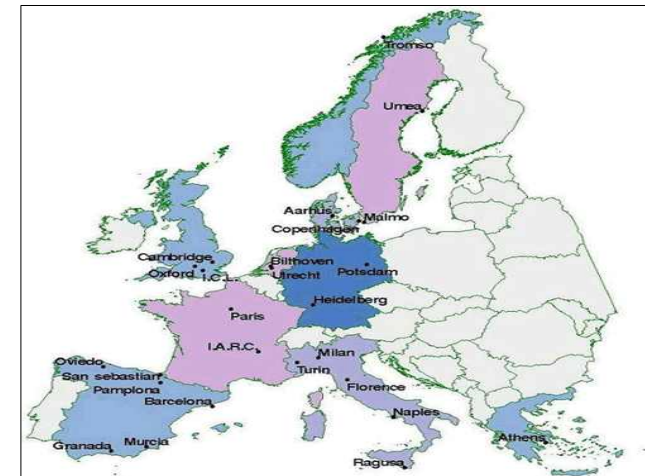 Tromso
Umea
Aarhus
Malmo
Copenhagen
Cambridge
Bilthoven
Oxford
I.C.L.
Utrecht
Potsdam
Heidelberg
Paris
I.A.R.C.
Milan
Oviedo
Turin
San sebastian
Pamplona
Florence
Barcelona
Naples
Granada
Murcia
Athens
Ragusa